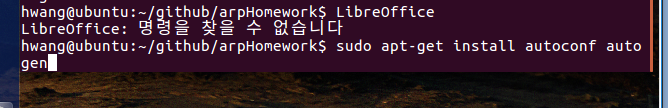 hwang@ubuntu:~/github/arpHomework$ LibreOffice
LibreOffice: 명령을 찾을 수 없습니다
hwang@ubuntu:~/github/arpHomework$ sudo apt-get install autoconf auto
gen